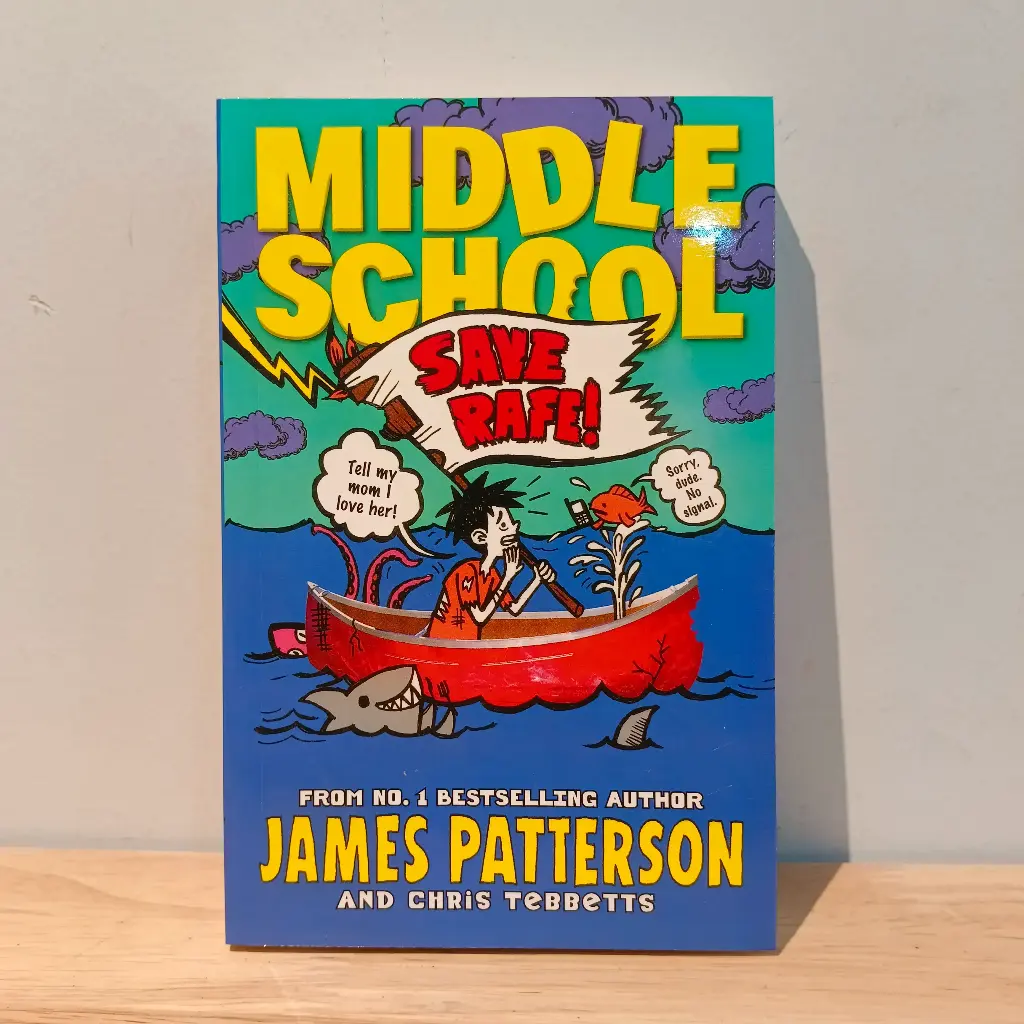 MIDDLE
SCHOOL
SAVE
RAFE!
Tell my
mom I
love her!
Sorry,
dude.
No
signal.
FROM NO. 1 BESTSELLING AUTHOR
JAMES PATTERSON
AND CHRIS TEBBETTS